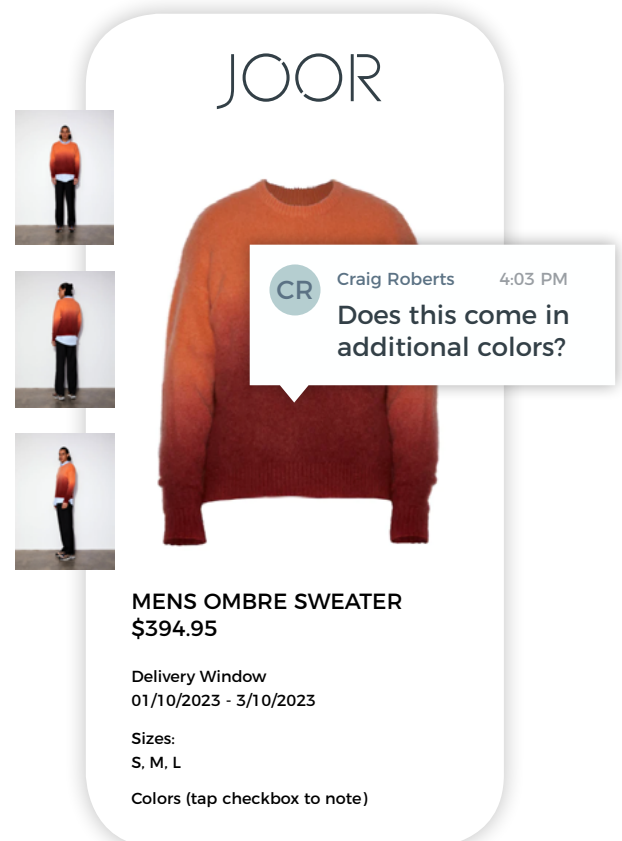 JOOR
CR
Craig Roberts 4:03 PM
Does this come in
additional colors?
MENS OMBRE SWEATER
$394.95
Delivery Window
01/10/2023 - 3/10/2023
Sizes:
S, M, L
Colors (tap checkbox to note)